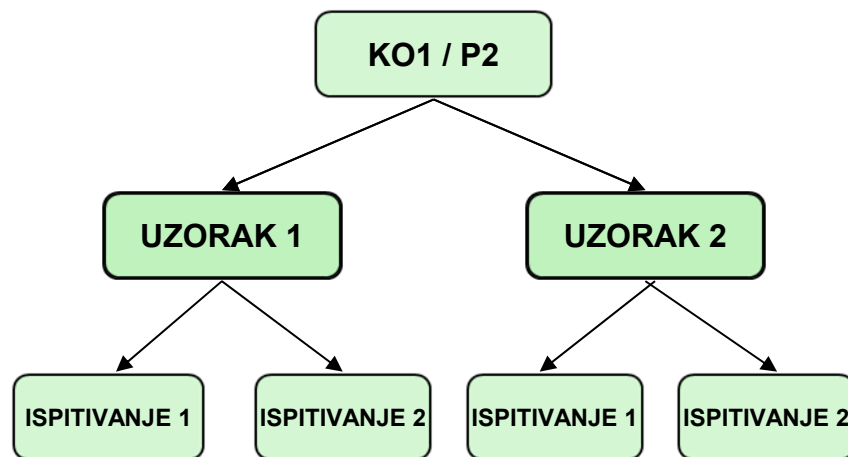 KO1 / P2
UZORAK 1
UZORAK 2
ISPITIVANJE 1
ISPITIVANJE 2
ISPITIVANJE 1
ISPITIVANJE 2